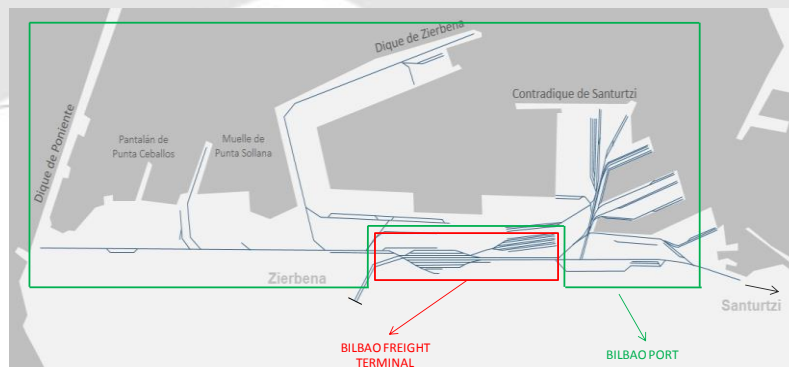 Dique de Zierbena
Contradique de Santurtzi
Dique de Poniente
Pantalán de
Punta Ceballos
Muelle de
Punta Sollana
Zierbena
Santurtzi
BILBAO FREIGHT
TERMINAL
BILBAO PORT